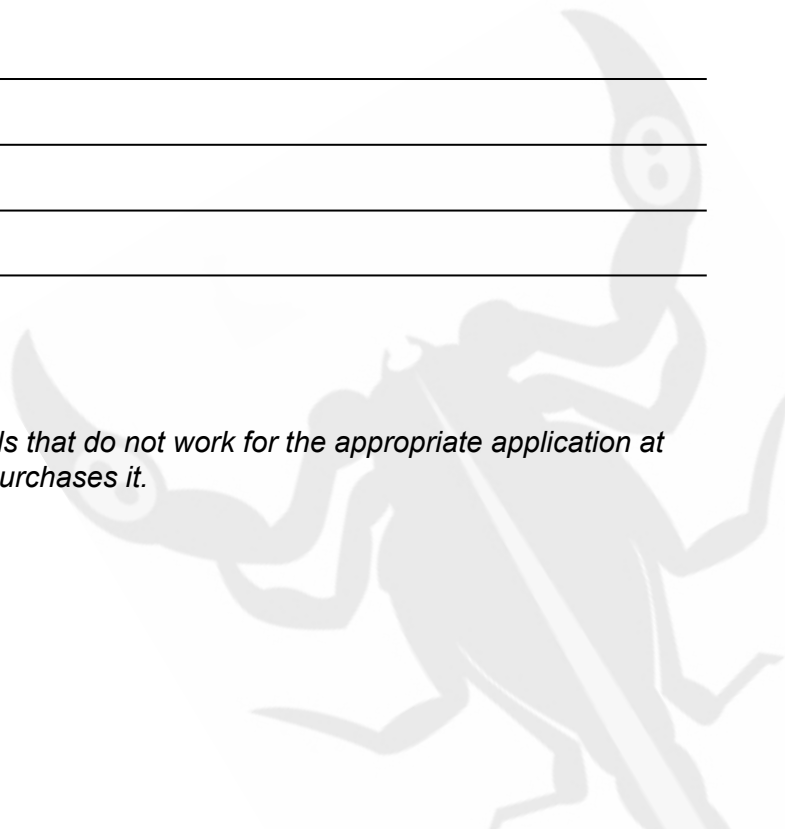 ls that do not work for the appropriate application at
urchases it.